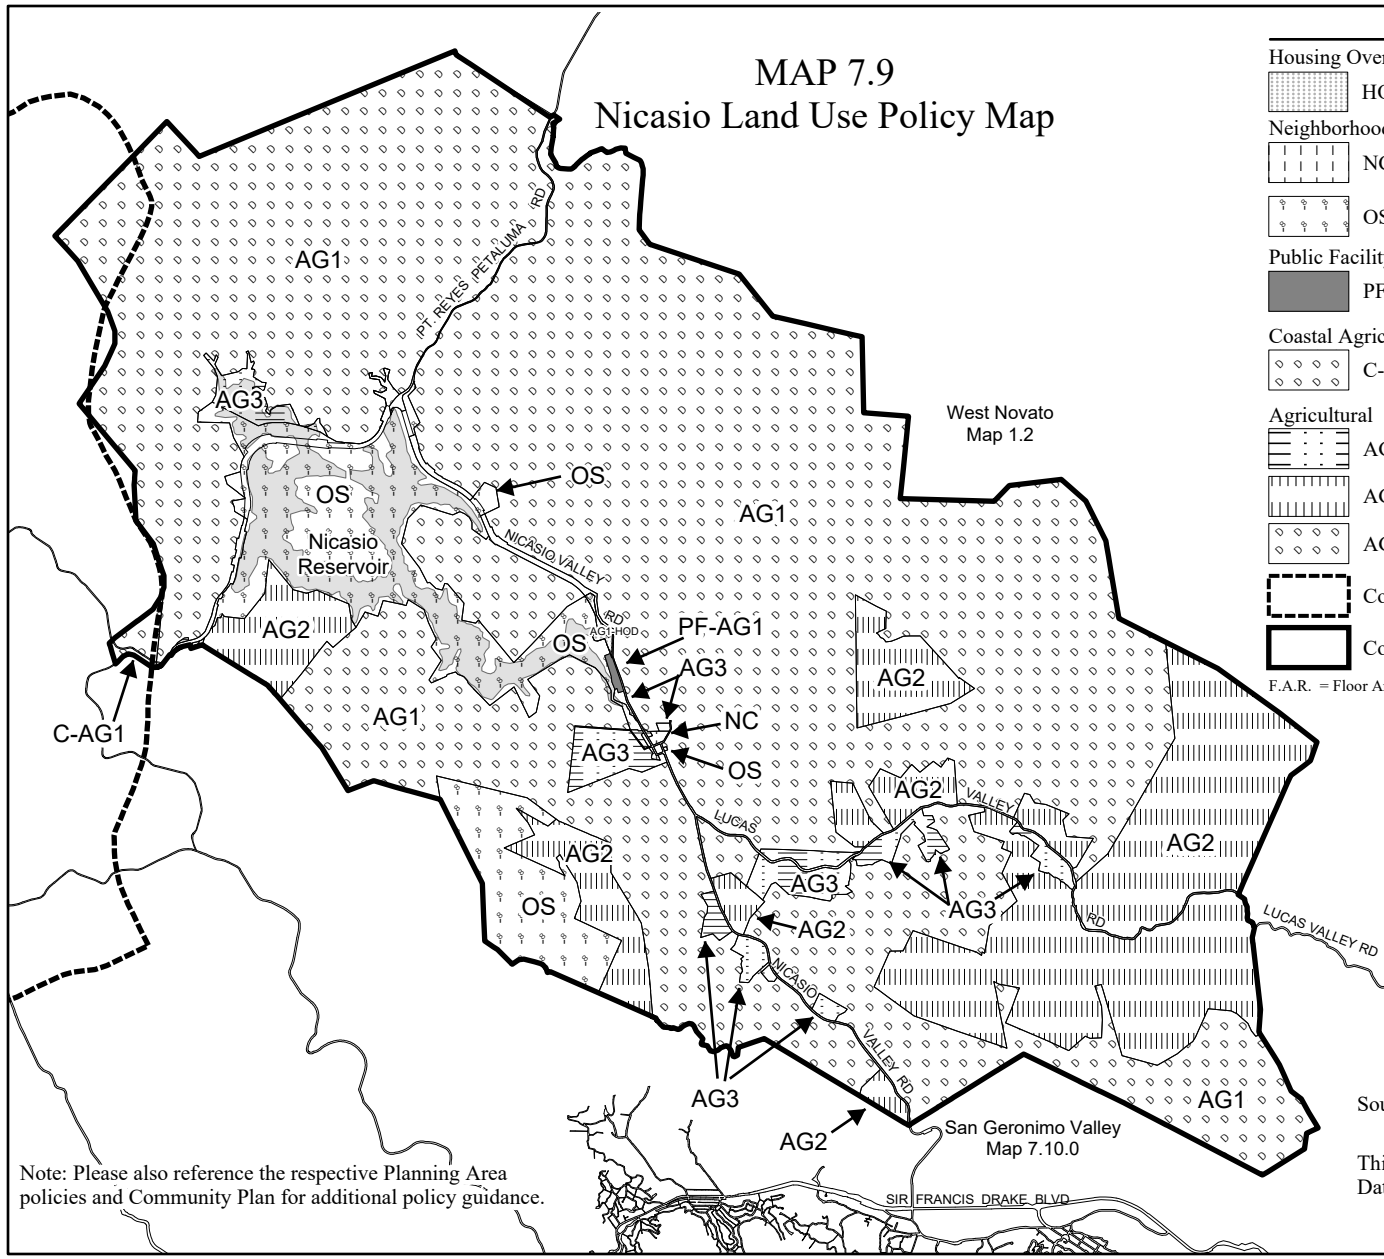 MAP 7.9
Nicasio Land Use Policy Map
Housing Over
HO
Neighborhood
NC
OS
Public Facility
PF
Coastal Agric
C-
Agricultural
AG
AG
AG
Co
Co
F.A.R. = Floor A
RD
PT. REYES PETALUMA
AG1
AG3
West Novato
Map 1.2
OS
OS
AG1
Nicasio
Reservoir
NICASIO VALLEY
RD
AG2
AG1-HOD
PF-AG1
OS
AG3
AG2
AG1
NC
C-AG1
AG3
OS
AG2
VALLEY
LUCAS
AG2
AG2
AG3
OS
AG3
RD
LUCAS VALLEY RD
AG2
NICASIO
VALLEY RD
AG3
AG1
AG2
San Geronimo Valley
Map 7.10.0
Sou
Thi
Dat
Note: Please also reference the respective Planning Area
policies and Community Plan for additional policy guidance.
SIR FRANCIS DRAKE BLVD